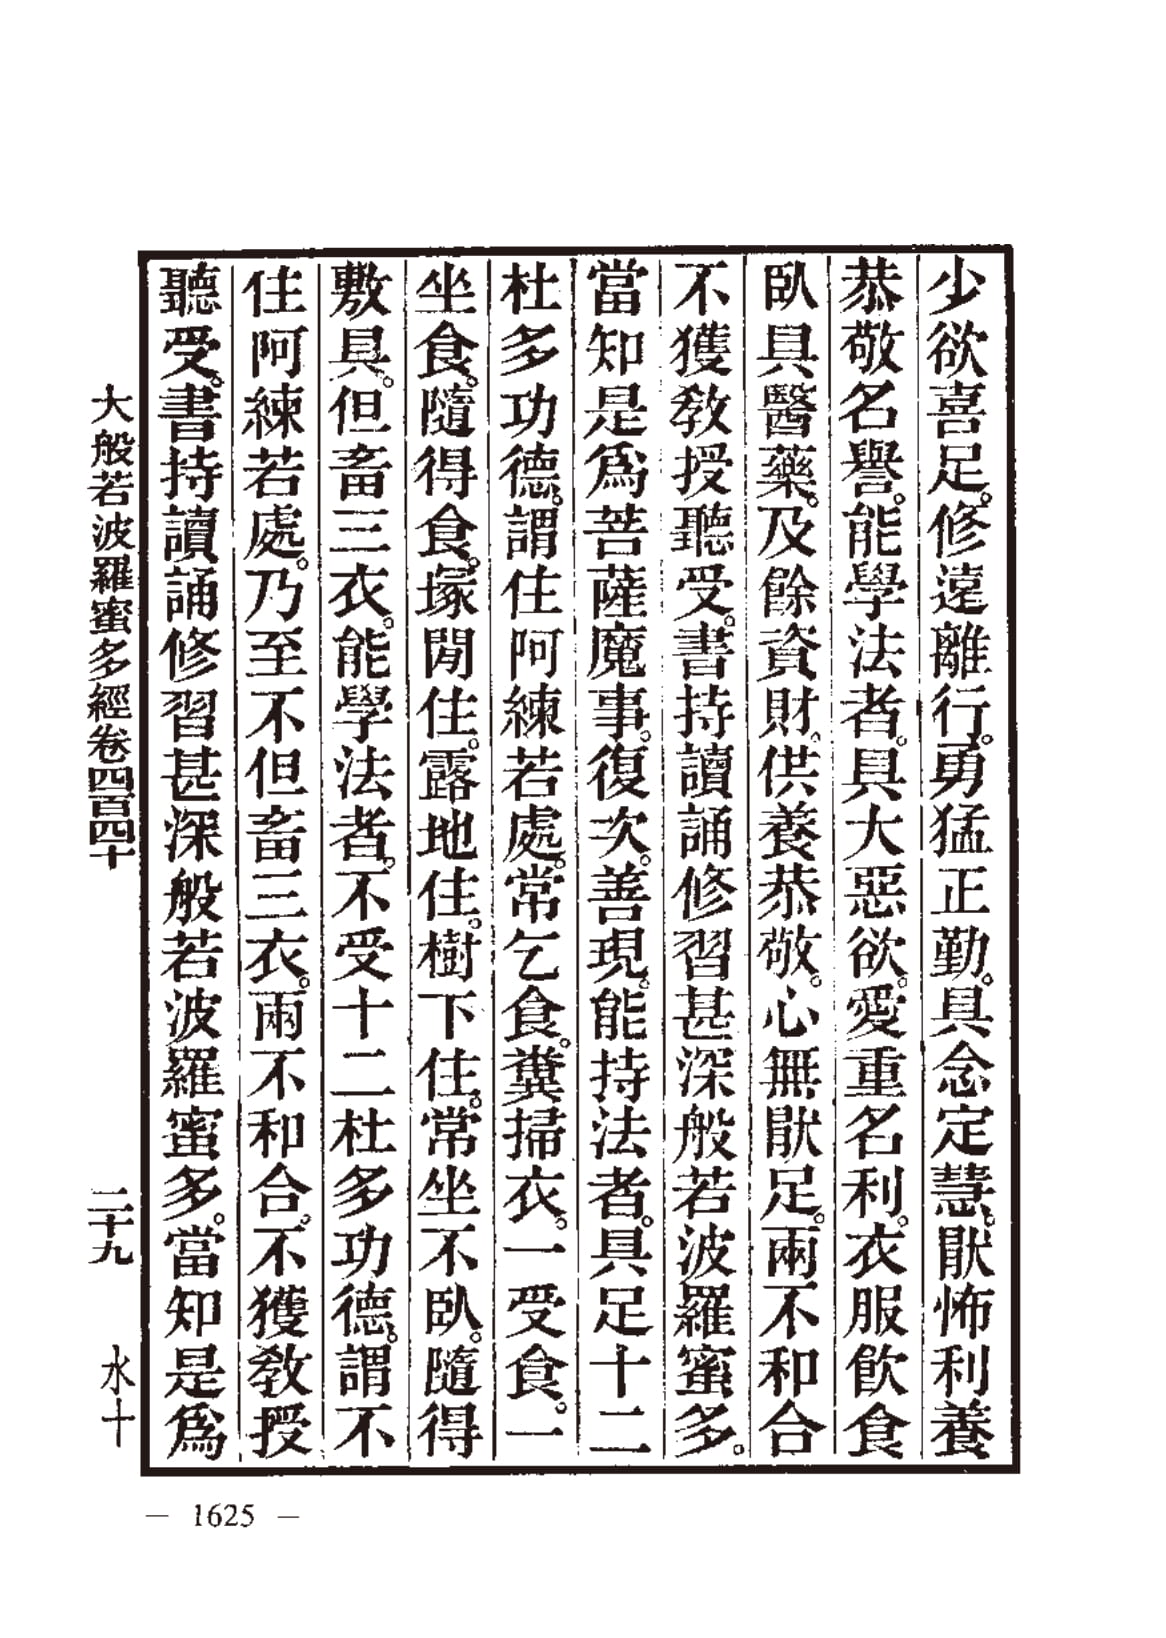 少欲喜足。修遠離行。勇猛正勤。具念定慧。猒怖利養
恭敬名譽。能學法者。具大惡欲。愛重名利。衣服飲食
臥具醫藥。及餘資財。供養恭敬。心無猒足。兩不和合
不獲教授聽受。書持讀誦修習甚深般若波羅蜜多。
當知是爲菩薩魔事。復次。善現。能持法者。具足十二
杜多功德。謂住阿練若處。常乞食。糞掃衣。一受食。一
坐食。隨得食。塚閒住。露地住。樹下住。常坐不臥。隨得
敷具。但畜三衣。能學法者。不受十二杜多功德。謂不
住阿練若處。乃至不但畜三衣。兩不和合。不獲教授
聽受。書持讀誦修習甚深般若波羅蜜多。當知是爲
大般若波羅蜜多經卷四百四十 二十九 水十
— 1625 —